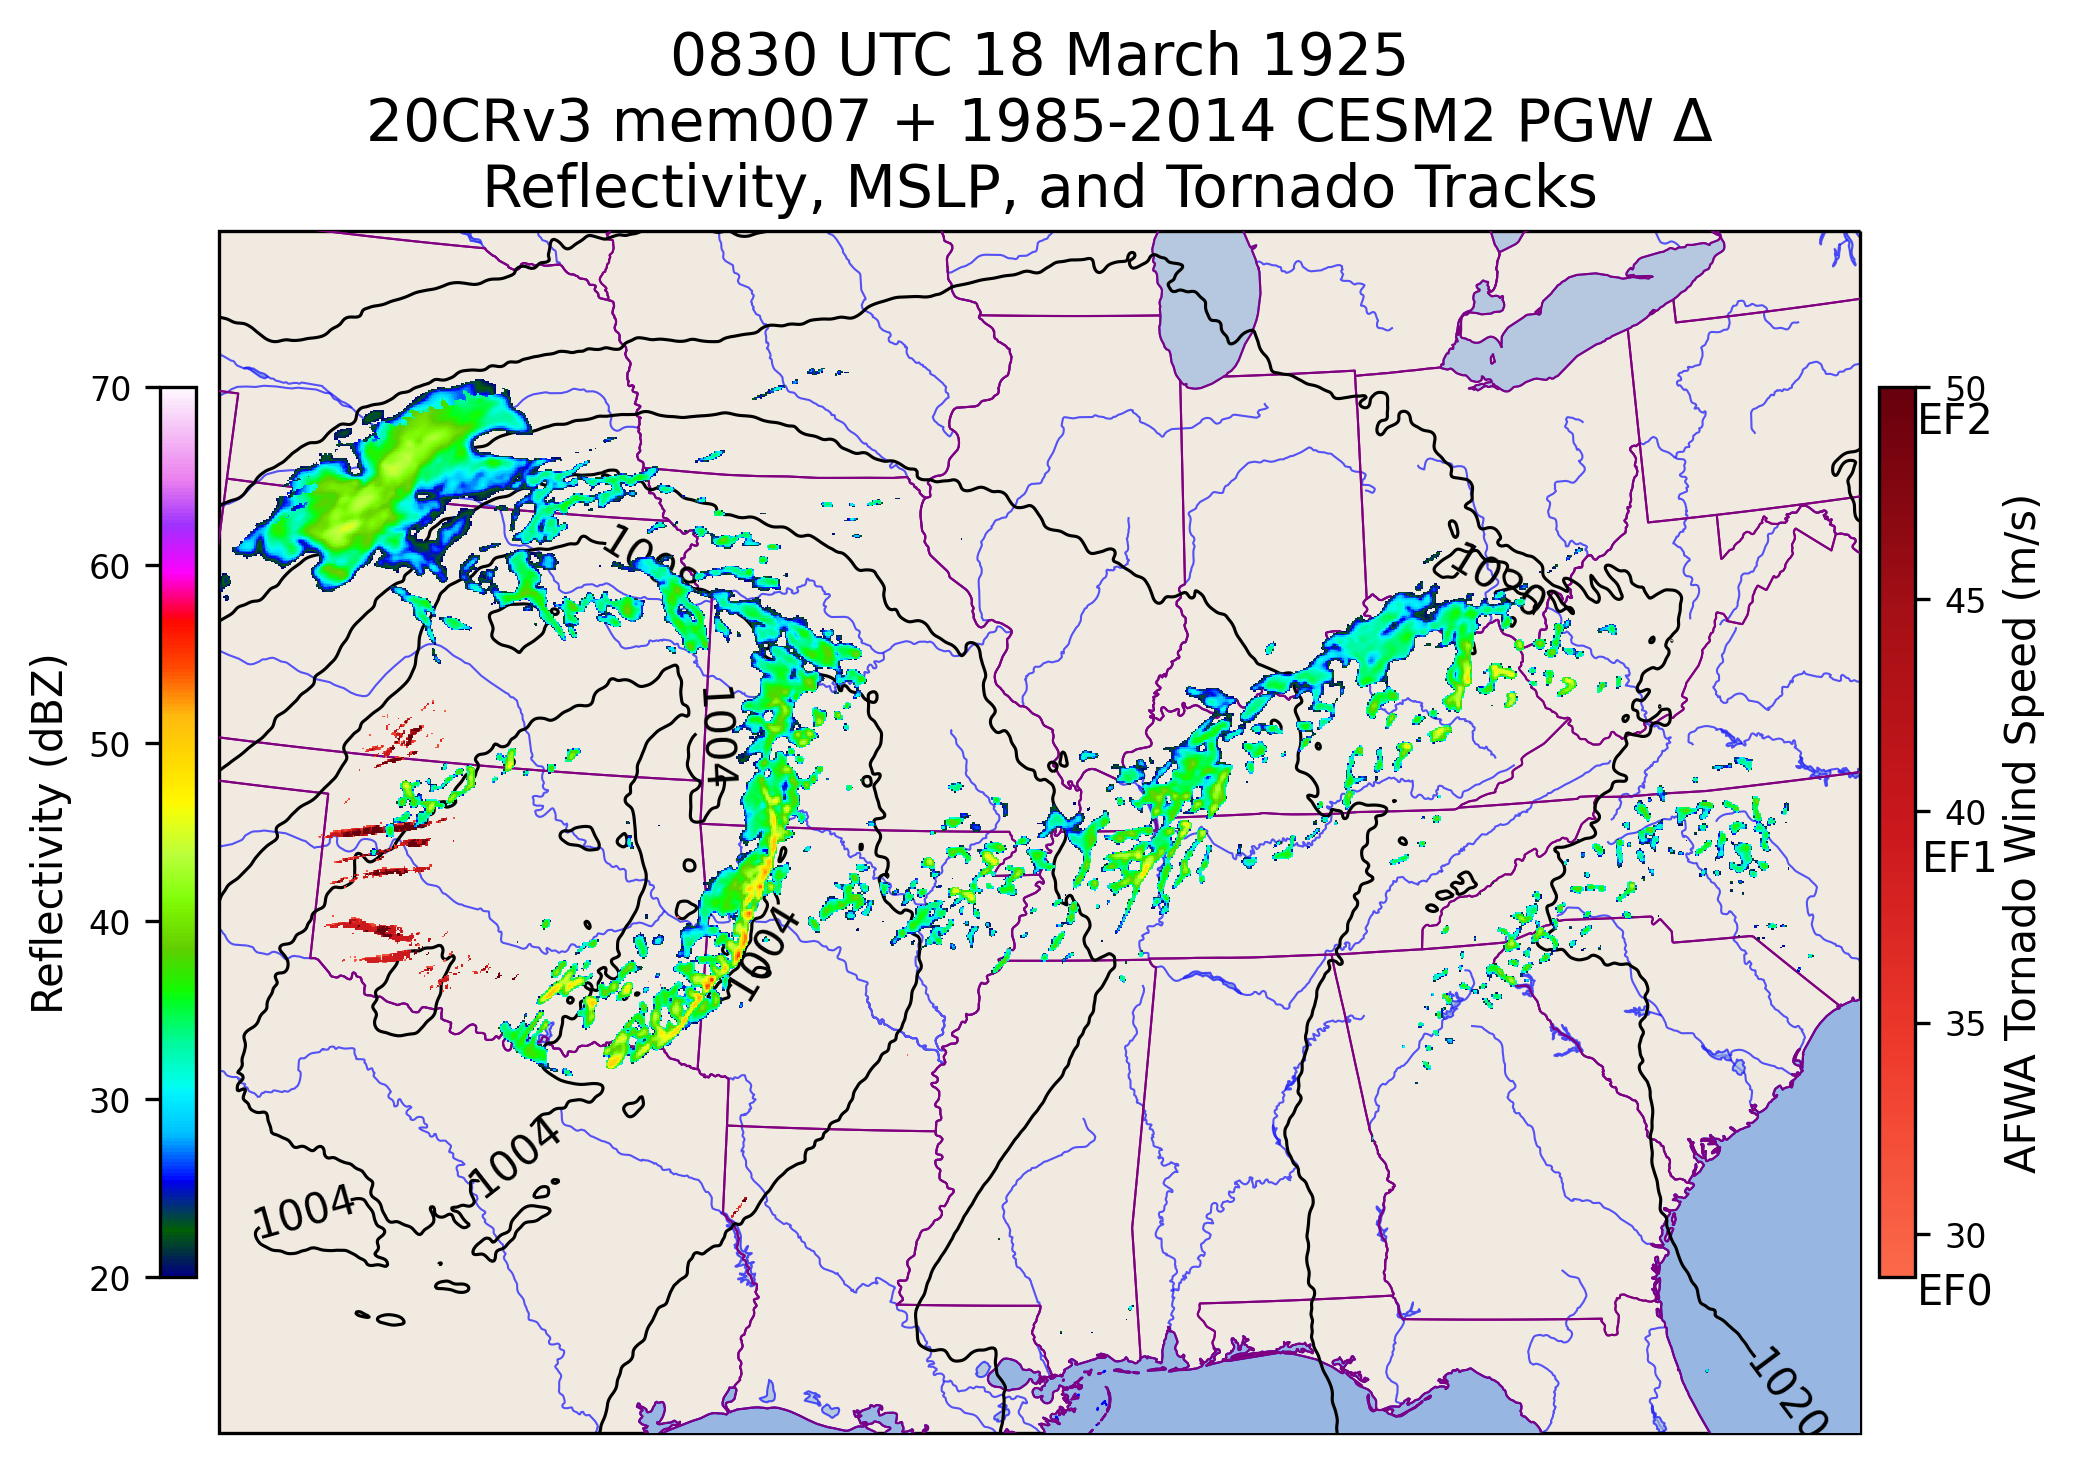 0830 UTC 18 March 1925
20CRv3 mem007 + 1985-2014 CESM2 PGW Δ
Reflectivity, MSLP, and Tornado Tracks
70
60
50
40
30
20
Reflectivity (dBZ)
1004
1004
1004
1004
1020
50
EF2
45
40
EF1
35
30
EF0
AFWA Tornado Wind Speed (m/s)